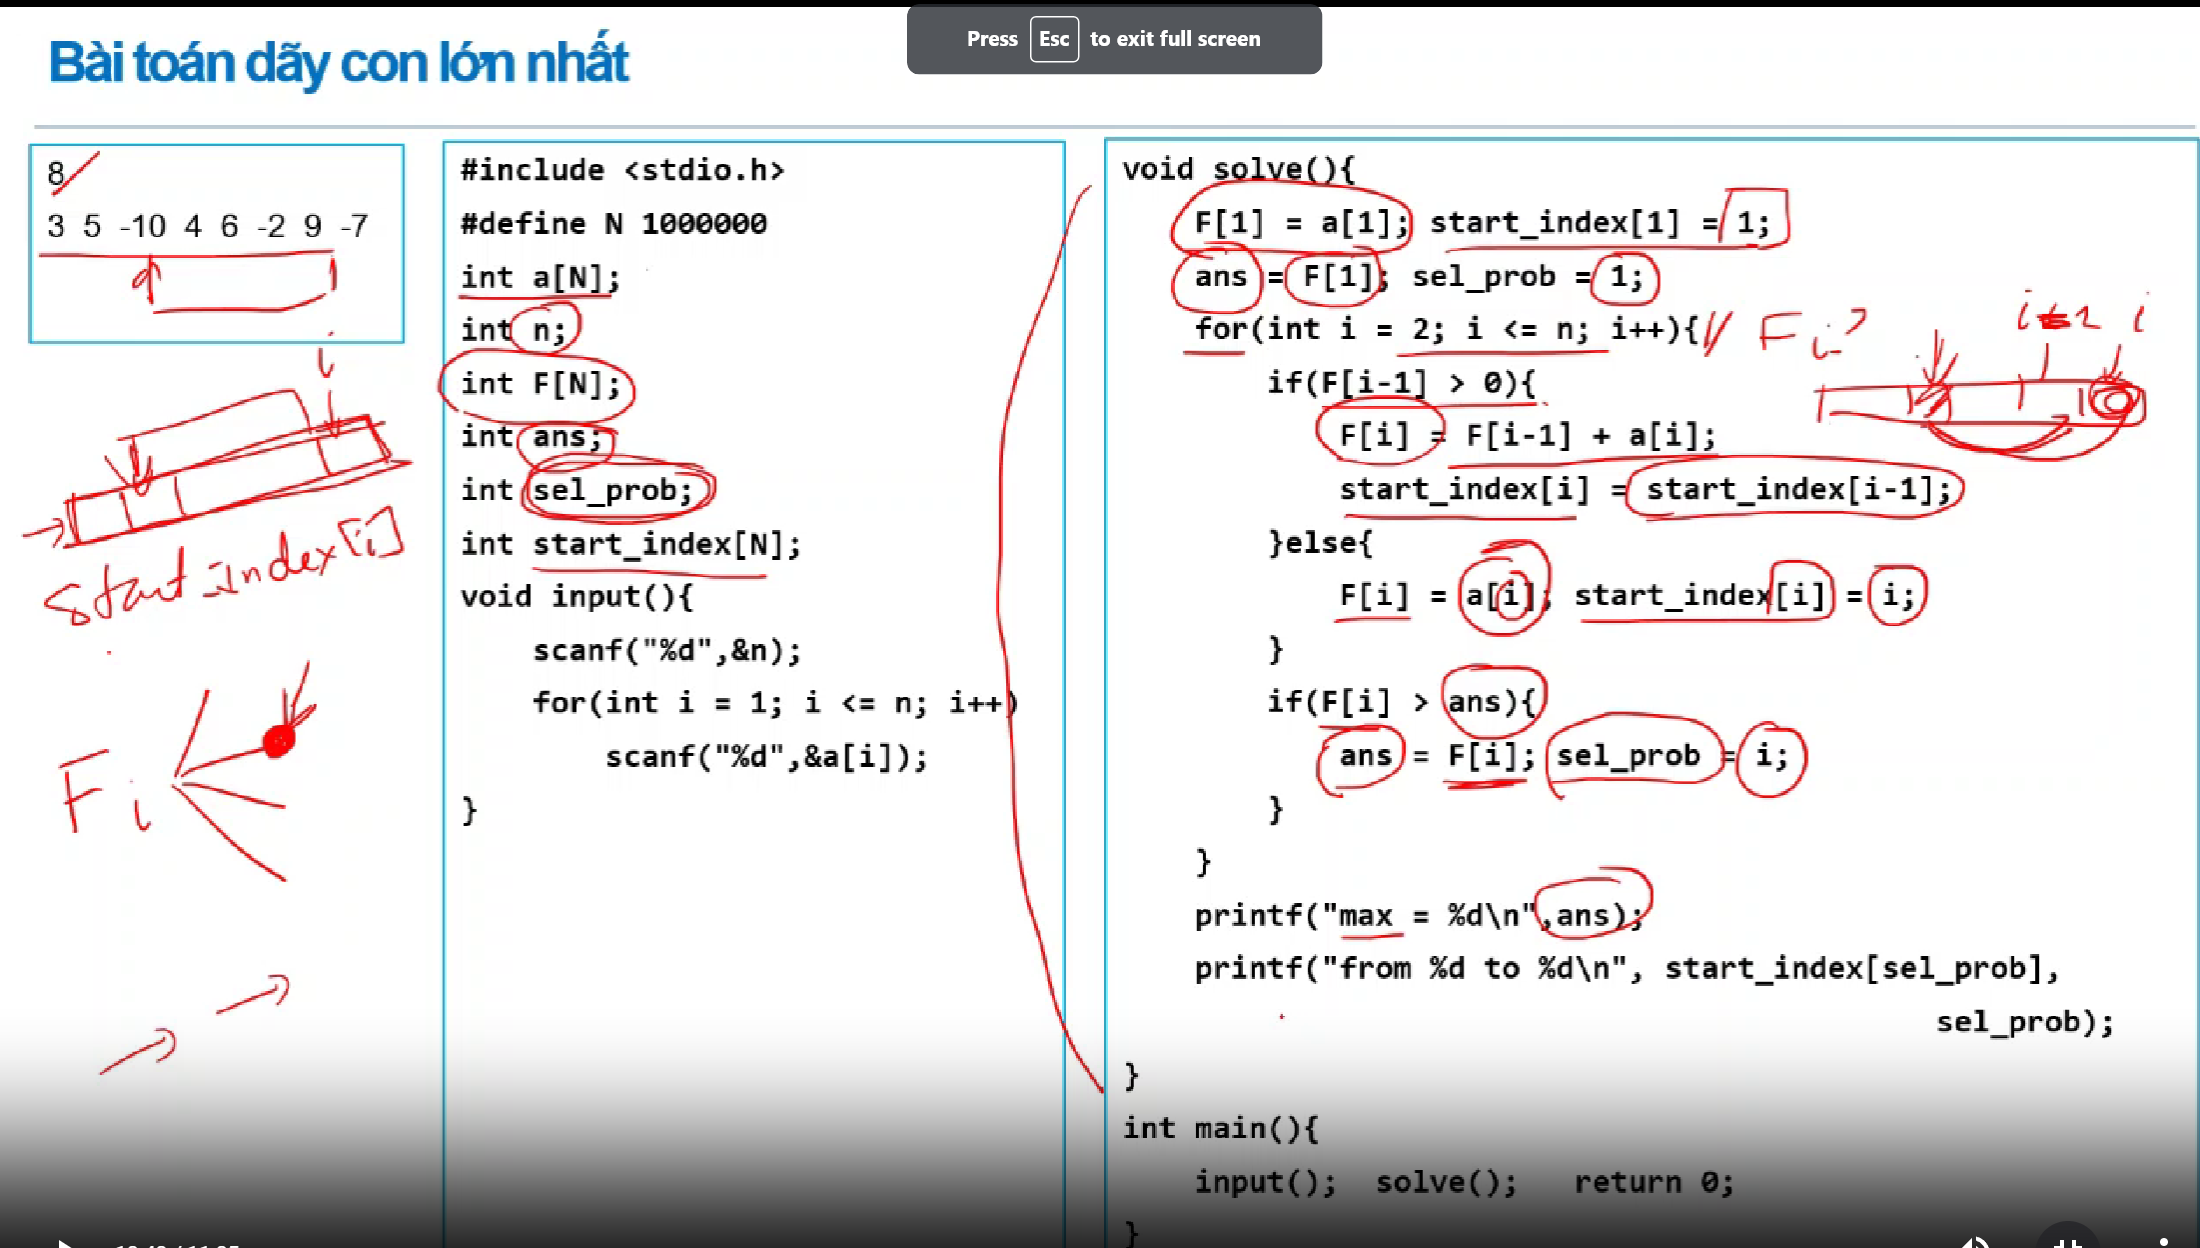 Press Esc to exit full screen
Bài toán dãy con lớn nhất
8
3 5 -10 4 6 -2 9 -7
i
start_index[i]
Fi
#include <stdio.h>
#define N 1000000
int a[N];
int n;
int F[N];
int ans;
int sel_prob;
int start_index[N];
void input(){
scanf("%d",&n);
for(int i = 1; i <= n; i++)
scanf("%d",&a[i]);
}
void solve(){
F[1] = a[1]; start_index[1] = 1;
ans = F[1]; sel_prob = 1;
for(int i = 2; i <= n; i++){ // Fi?
i
if(F[i-1] > 0){
F[i] = F[i-1] + a[i];
start_index[i] = start_index[i-1];
}else{
F[i] = a[i]; start_index[i] = i;
}
if(F[i] > ans){
ans = F[i]; sel_prob = i;
}
}
printf("max = %d\n",ans);
printf("from %d to %d\n", start_index[sel_prob],
sel_prob);
}
int main(){
input(); solve(); return 0;
}